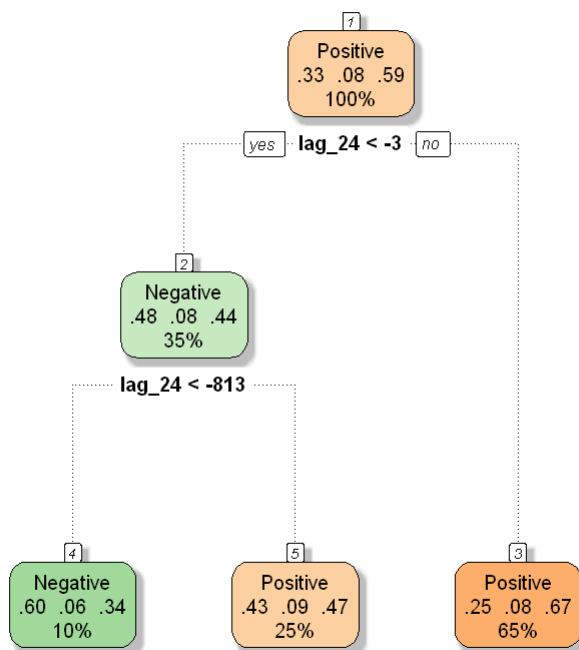 1
Positive
.33 .08 .59
100%
yes lag_24 < -3 no
2
Negative
.48 .08 .44
35%
lag_24 < -813
4
Negative
.60 .06 .34
10%
5
Positive
.43 .09 .47
25%
3
Positive
.25 .08 .67
65%